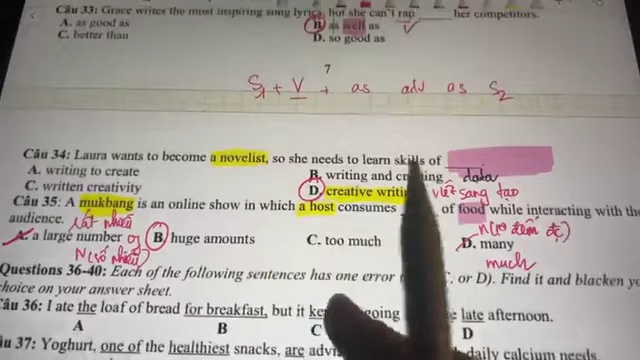 Câu 33: Grace writes the most inspiring song lyrics, but she can't rap ____ her competitors.
A. as good as B. as well as
C. better than D. so good as
7
S1 + V + as adv as S2
Câu 34: Laura wants to become a novelist, so she needs to learn skills of
A. writing to create B. writing and creating
C. written creativity D. creative writing viết sáng tạo
Câu 35: A mukbang is an online show in which a host consumes of food while interacting with the
audience. rất nhiều N(ko đếm đc)
A. a large number of B. huge amounts C. too much D. many
N(số nhiều) much
Questions 36-40: Each of the following sentences has one error or D). Find it and blacken
choice on your answer sheet.
Câu 36: I ate the loaf of bread for breakfast, but it going late afternoon.
A B C D
Câu 37: Yoghurt, one of the healthiest snacks, are daily calorie needs